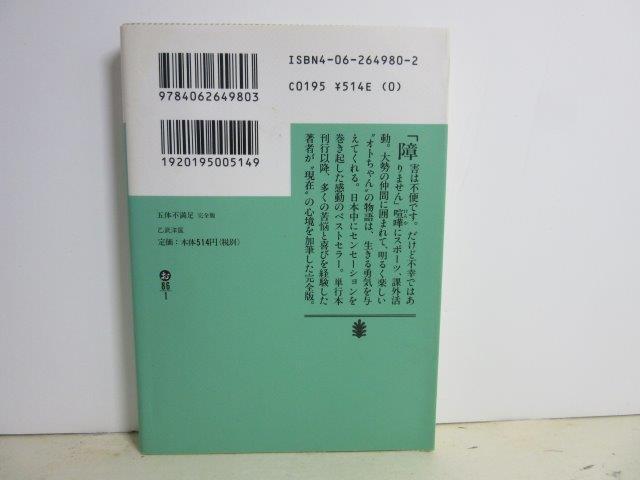 ISBN4-06-264980-2
C0195 ¥514E (0)
9784062649803
1920195005149
五体不満足 完全版
乙武洋匡
定価：本体514円(税別)
お
86
1
「障害は不便です。だけど不幸ではあ
りません」喧嘩にスポーツ、課外活
動。大勢の仲間に囲まれて、明るく楽しい
“オトちゃん”の物語は、生きる勇気を与
えてくれる。日本中にセンセーションを
巻き起した感動のベストセラー。単行本
刊行以降、多くの苦悩と喜びを経験した
著者が“現在”の心境を加筆した完全版。